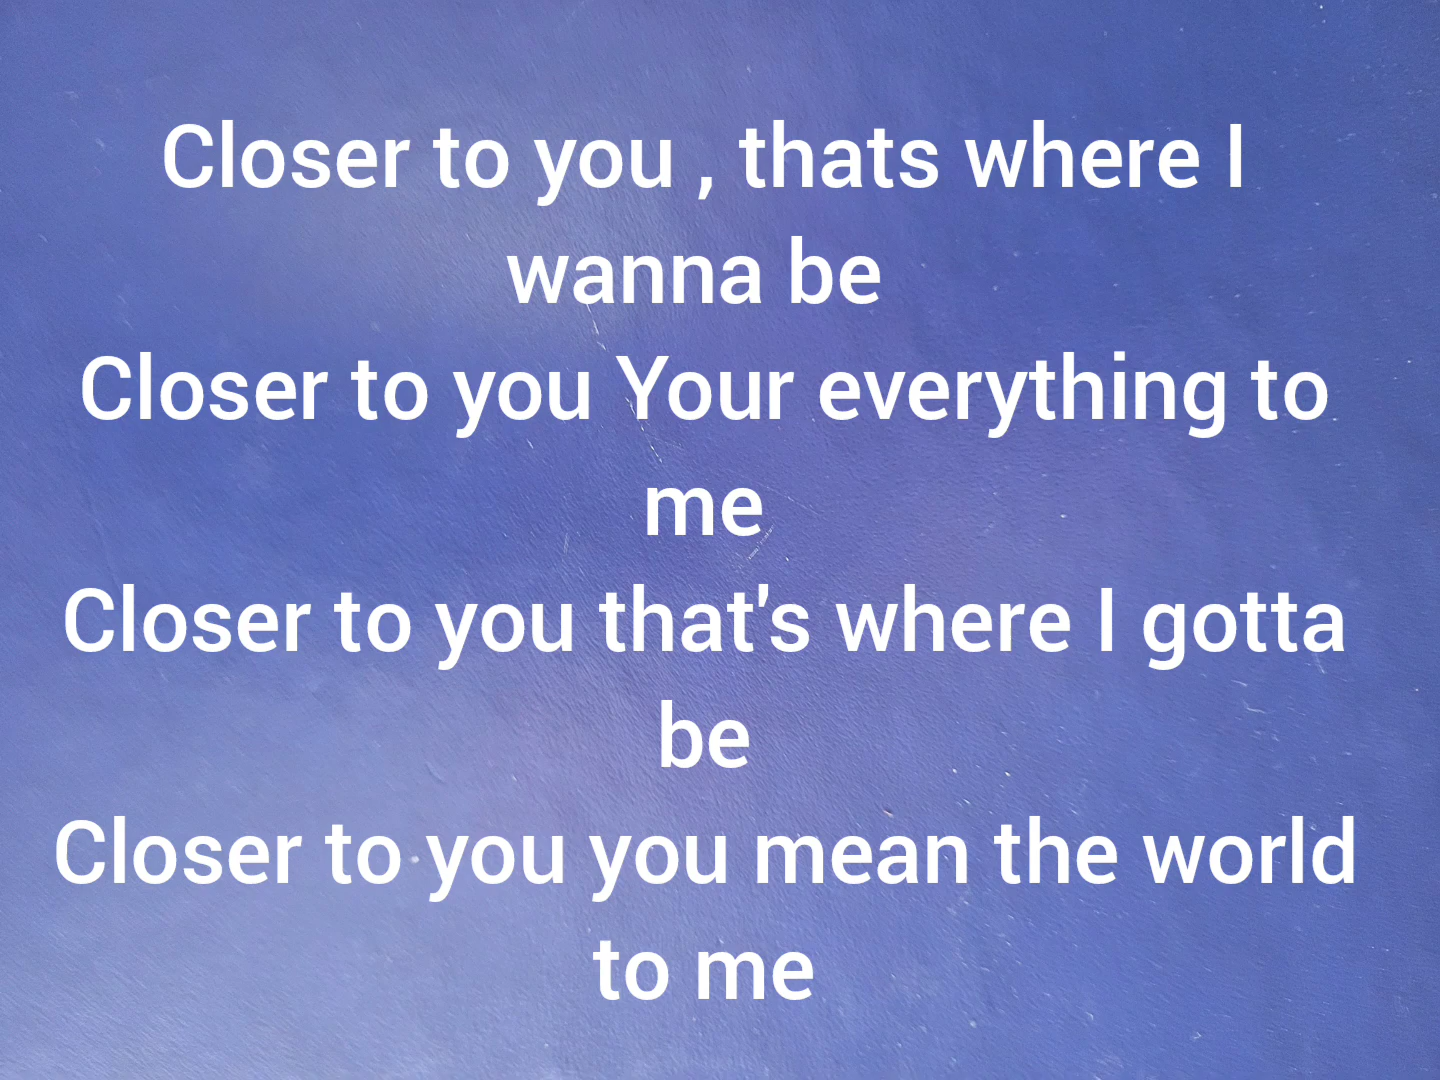 Closer to you , thats where I
wanna be
Closer to you Your everything to
me
Closer to you that's where I gotta
be
Closer to you you mean the world
to me